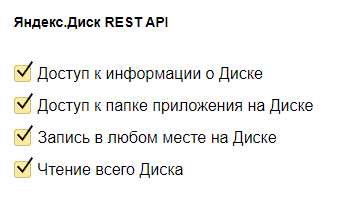 Яндекс.Диск REST API
Доступ к информации о Диске
Доступ к папке приложения на Диске
Запись в любом месте на Диске
Чтение всего Диска